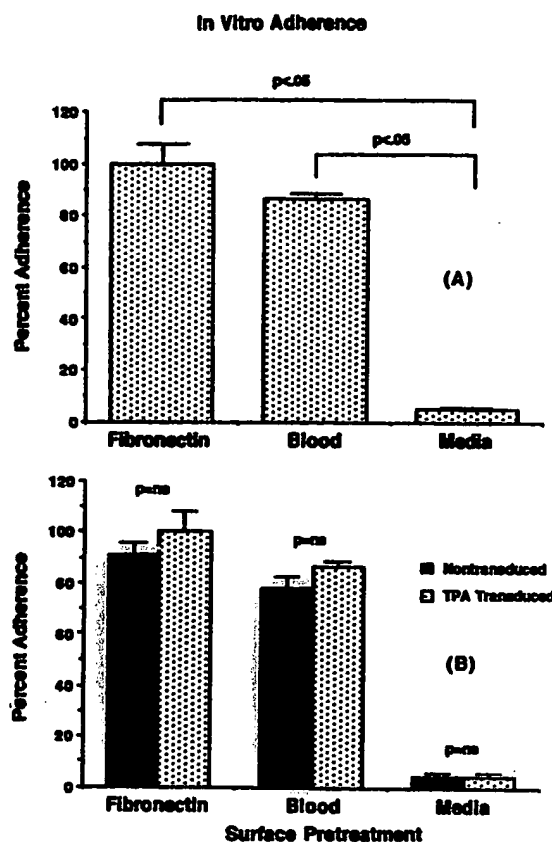 In Vitro Adherence
p<.05
p<.05
Percent Adherence
120
100
80
60
40
20
0
(A)
Fibronectin Blood Media
Percent Adherence
120
100
80
60
40
20
0
p=ns
p=ns
p=ns
Nontransduced
TPA Transduced
(B)
Fibronectin Blood Media
Surface Pretreatment